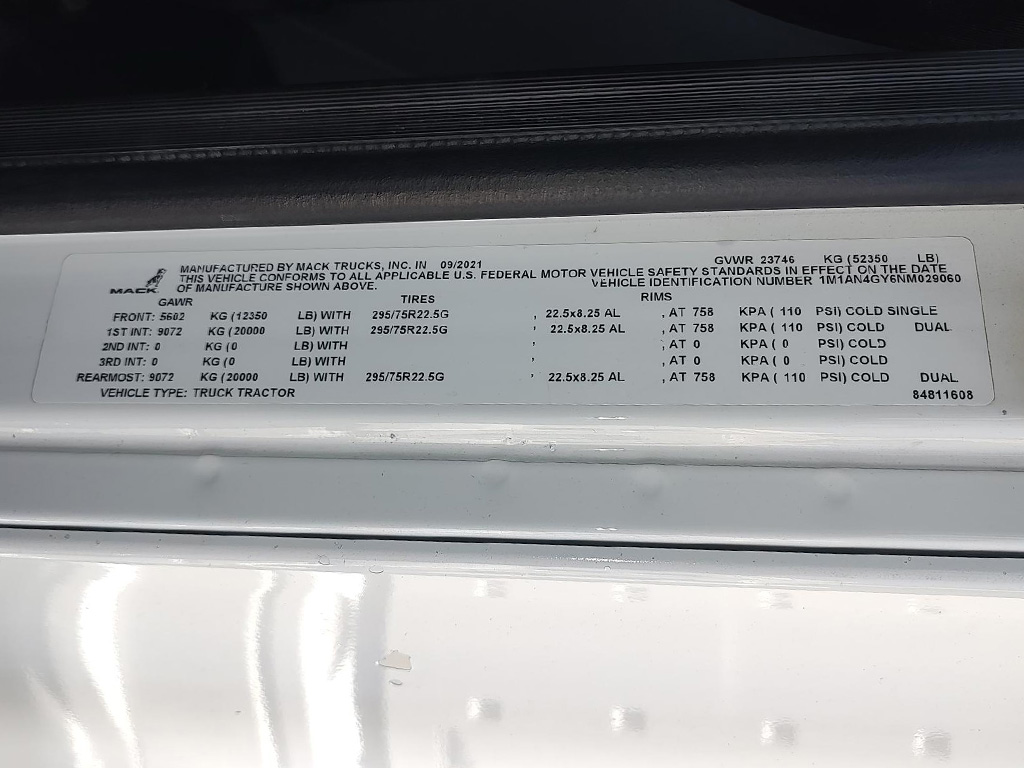 MANUFACTURED BY MACK TRUCKS, INC. IN 09/2021 GVWR 23746 KG (52350 LB)
THIS VEHICLE CONFORMS TO ALL APPLICABLE U.S. FEDERAL MOTOR VEHICLE SAFETY STANDARDS IN EFFECT ON THE DATE
MACK OF MANUFACTURE SHOWN ABOVE. VEHICLE IDENTIFICATION NUMBER 1M1AN4GY6NM029060
GAWR TIRES RIMS
FRONT: 5602 KG (12350 LB) WITH 295/75R22.5G , 22.5x8.25 AL , AT 758 KPA ( 110 PSI) COLD SINGLE
1ST INT: 9072 KG (20000 LB) WITH 295/75R22.5G , 22.5x8.25 AL , AT 758 KPA ( 110 PSI) COLD DUAL
2ND INT: 0 KG (0 LB) WITH , , AT 0 KPA ( 0 PSI) COLD
3RD INT: 0 KG (0 LB) WITH , , AT 0 KPA ( 0 PSI) COLD
REARMOST: 9072 KG (20000 LB) WITH 295/75R22.5G , 22.5x8.25 AL , AT 758 KPA ( 110 PSI) COLD DUAL
VEHICLE TYPE: TRUCK TRACTOR 84811608